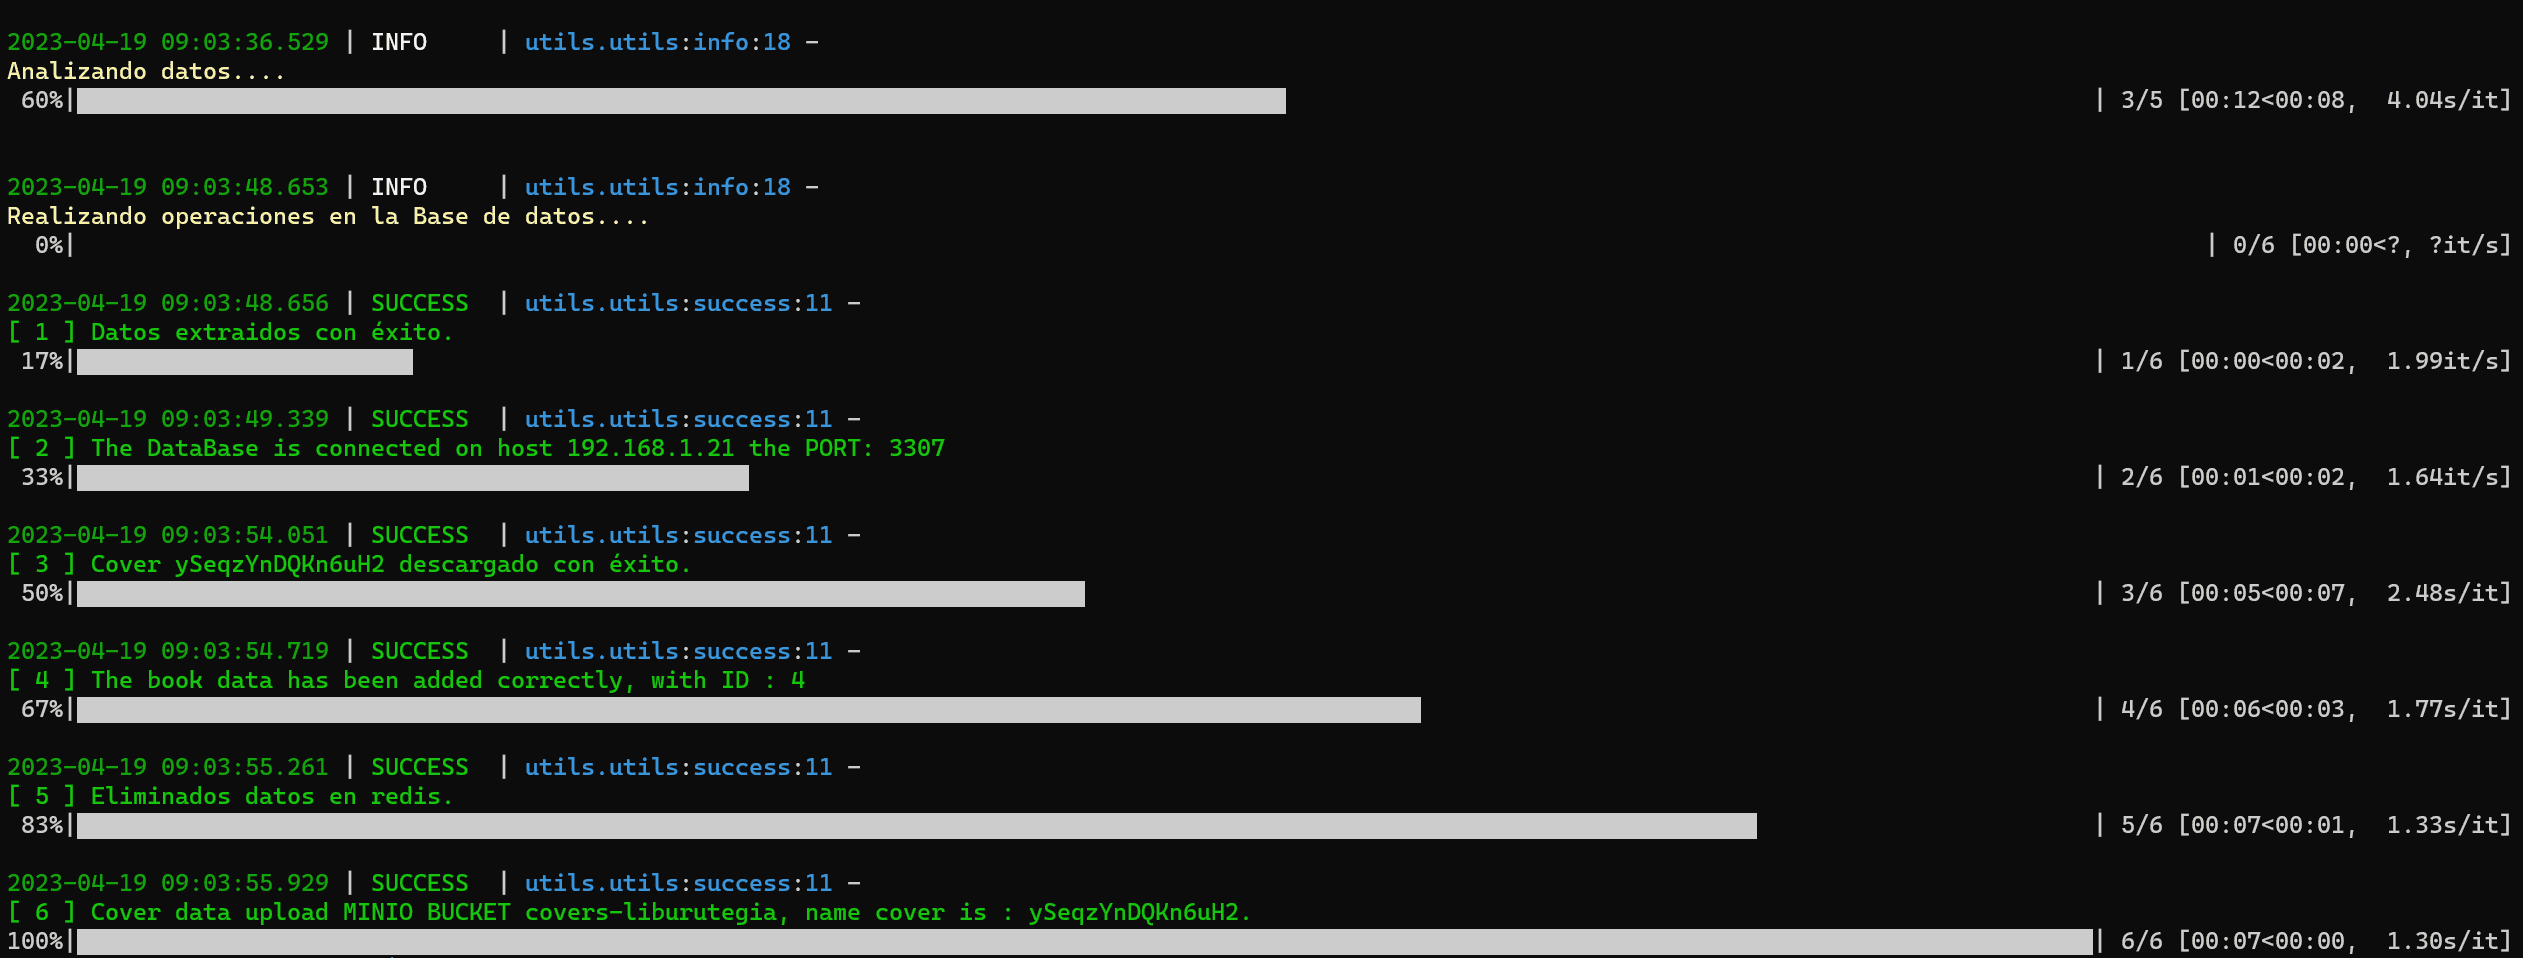 2023-04-19 09:03:36.529 | INFO     | utils.utils:info:18 -
Analizando datos....
60%| | 3/5 [00:12<00:08,  4.04s/it]
2023-04-19 09:03:48.653 | INFO     | utils.utils:info:18 -
Realizando operaciones en la Base de datos....
0%| | 0/6 [00:00<?, ?it/s]
2023-04-19 09:03:48.656 | SUCCESS  | utils.utils:success:11 -
[ 1 ] Datos extraidos con éxito.
17%| | 1/6 [00:00<00:02,  1.99it/s]
2023-04-19 09:03:49.339 | SUCCESS  | utils.utils:success:11 -
[ 2 ] The DataBase is connected on host 192.168.1.21 the PORT: 3307
33%| | 2/6 [00:01<00:02,  1.64it/s]
2023-04-19 09:03:54.051 | SUCCESS  | utils.utils:success:11 -
[ 3 ] Cover ySeqzYnDQKn6uH2 descargado con éxito.
50%| | 3/6 [00:05<00:07,  2.48s/it]
2023-04-19 09:03:54.719 | SUCCESS  | utils.utils:success:11 -
[ 4 ] The book data has been added correctly, with ID : 4
67%| | 4/6 [00:06<00:03,  1.77s/it]
2023-04-19 09:03:55.261 | SUCCESS  | utils.utils:success:11 -
[ 5 ] Eliminados datos en redis.
83%| | 5/6 [00:07<00:01,  1.33s/it]
2023-04-19 09:03:55.929 | SUCCESS  | utils.utils:success:11 -
[ 6 ] Cover data upload MINIO BUCKET covers-liburutegia, name cover is : ySeqzYnDQKn6uH2.
100%| | 6/6 [00:07<00:00,  1.30s/it]